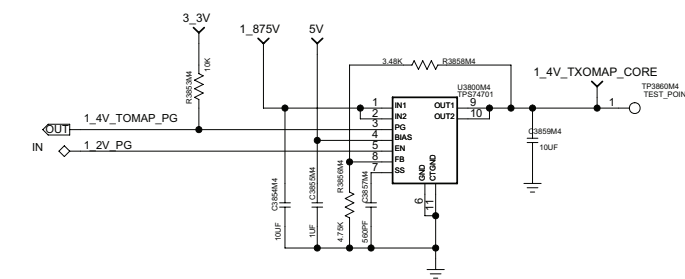 3_3V
1_875V
5V
10K
R3853M4
3.48K
R3858M4
1_4V_TXOMAP_CORE
U3800M4
TPS74701
TP3860M4
TEST_POIN
1
1 IN1
2 IN2
3 PG
4 BIAS
5 EN
8 FB
7 SS
OUT1 9
OUT2 10
GND
CTGND
6
11
OUT
1_4V_TOMAP_PG
IN
1_2V_PG
C3859M4
10UF
C3854M4
10UF
C3855M4
1UF
R3856M4
4.75K
C3857M4
560PF